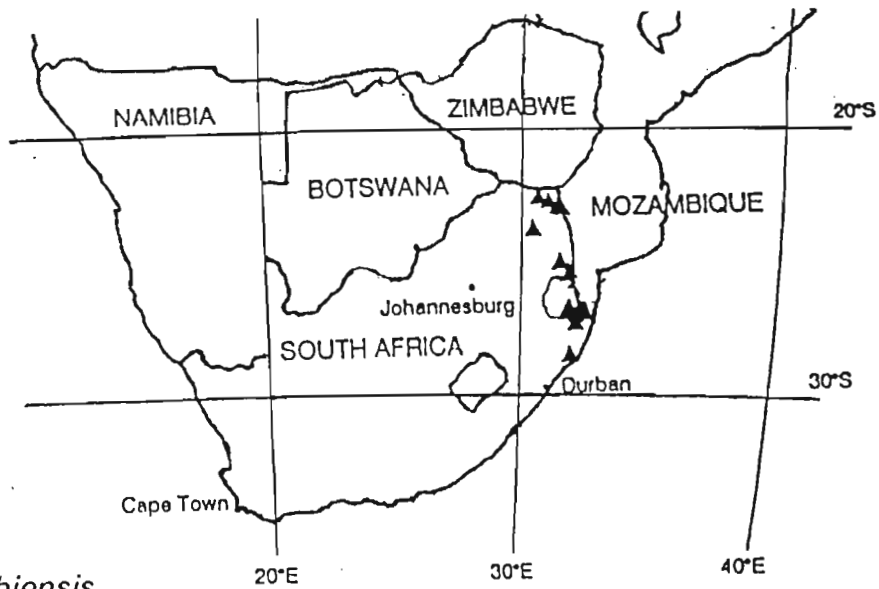 NAMIBIA
ZIMBABWE
20°S
BOTSWANA
MOZAMBIQUE
Johannesburg
SOUTH AFRICA
Durban
30°S
Cape Town
20°E
30°E
40°E